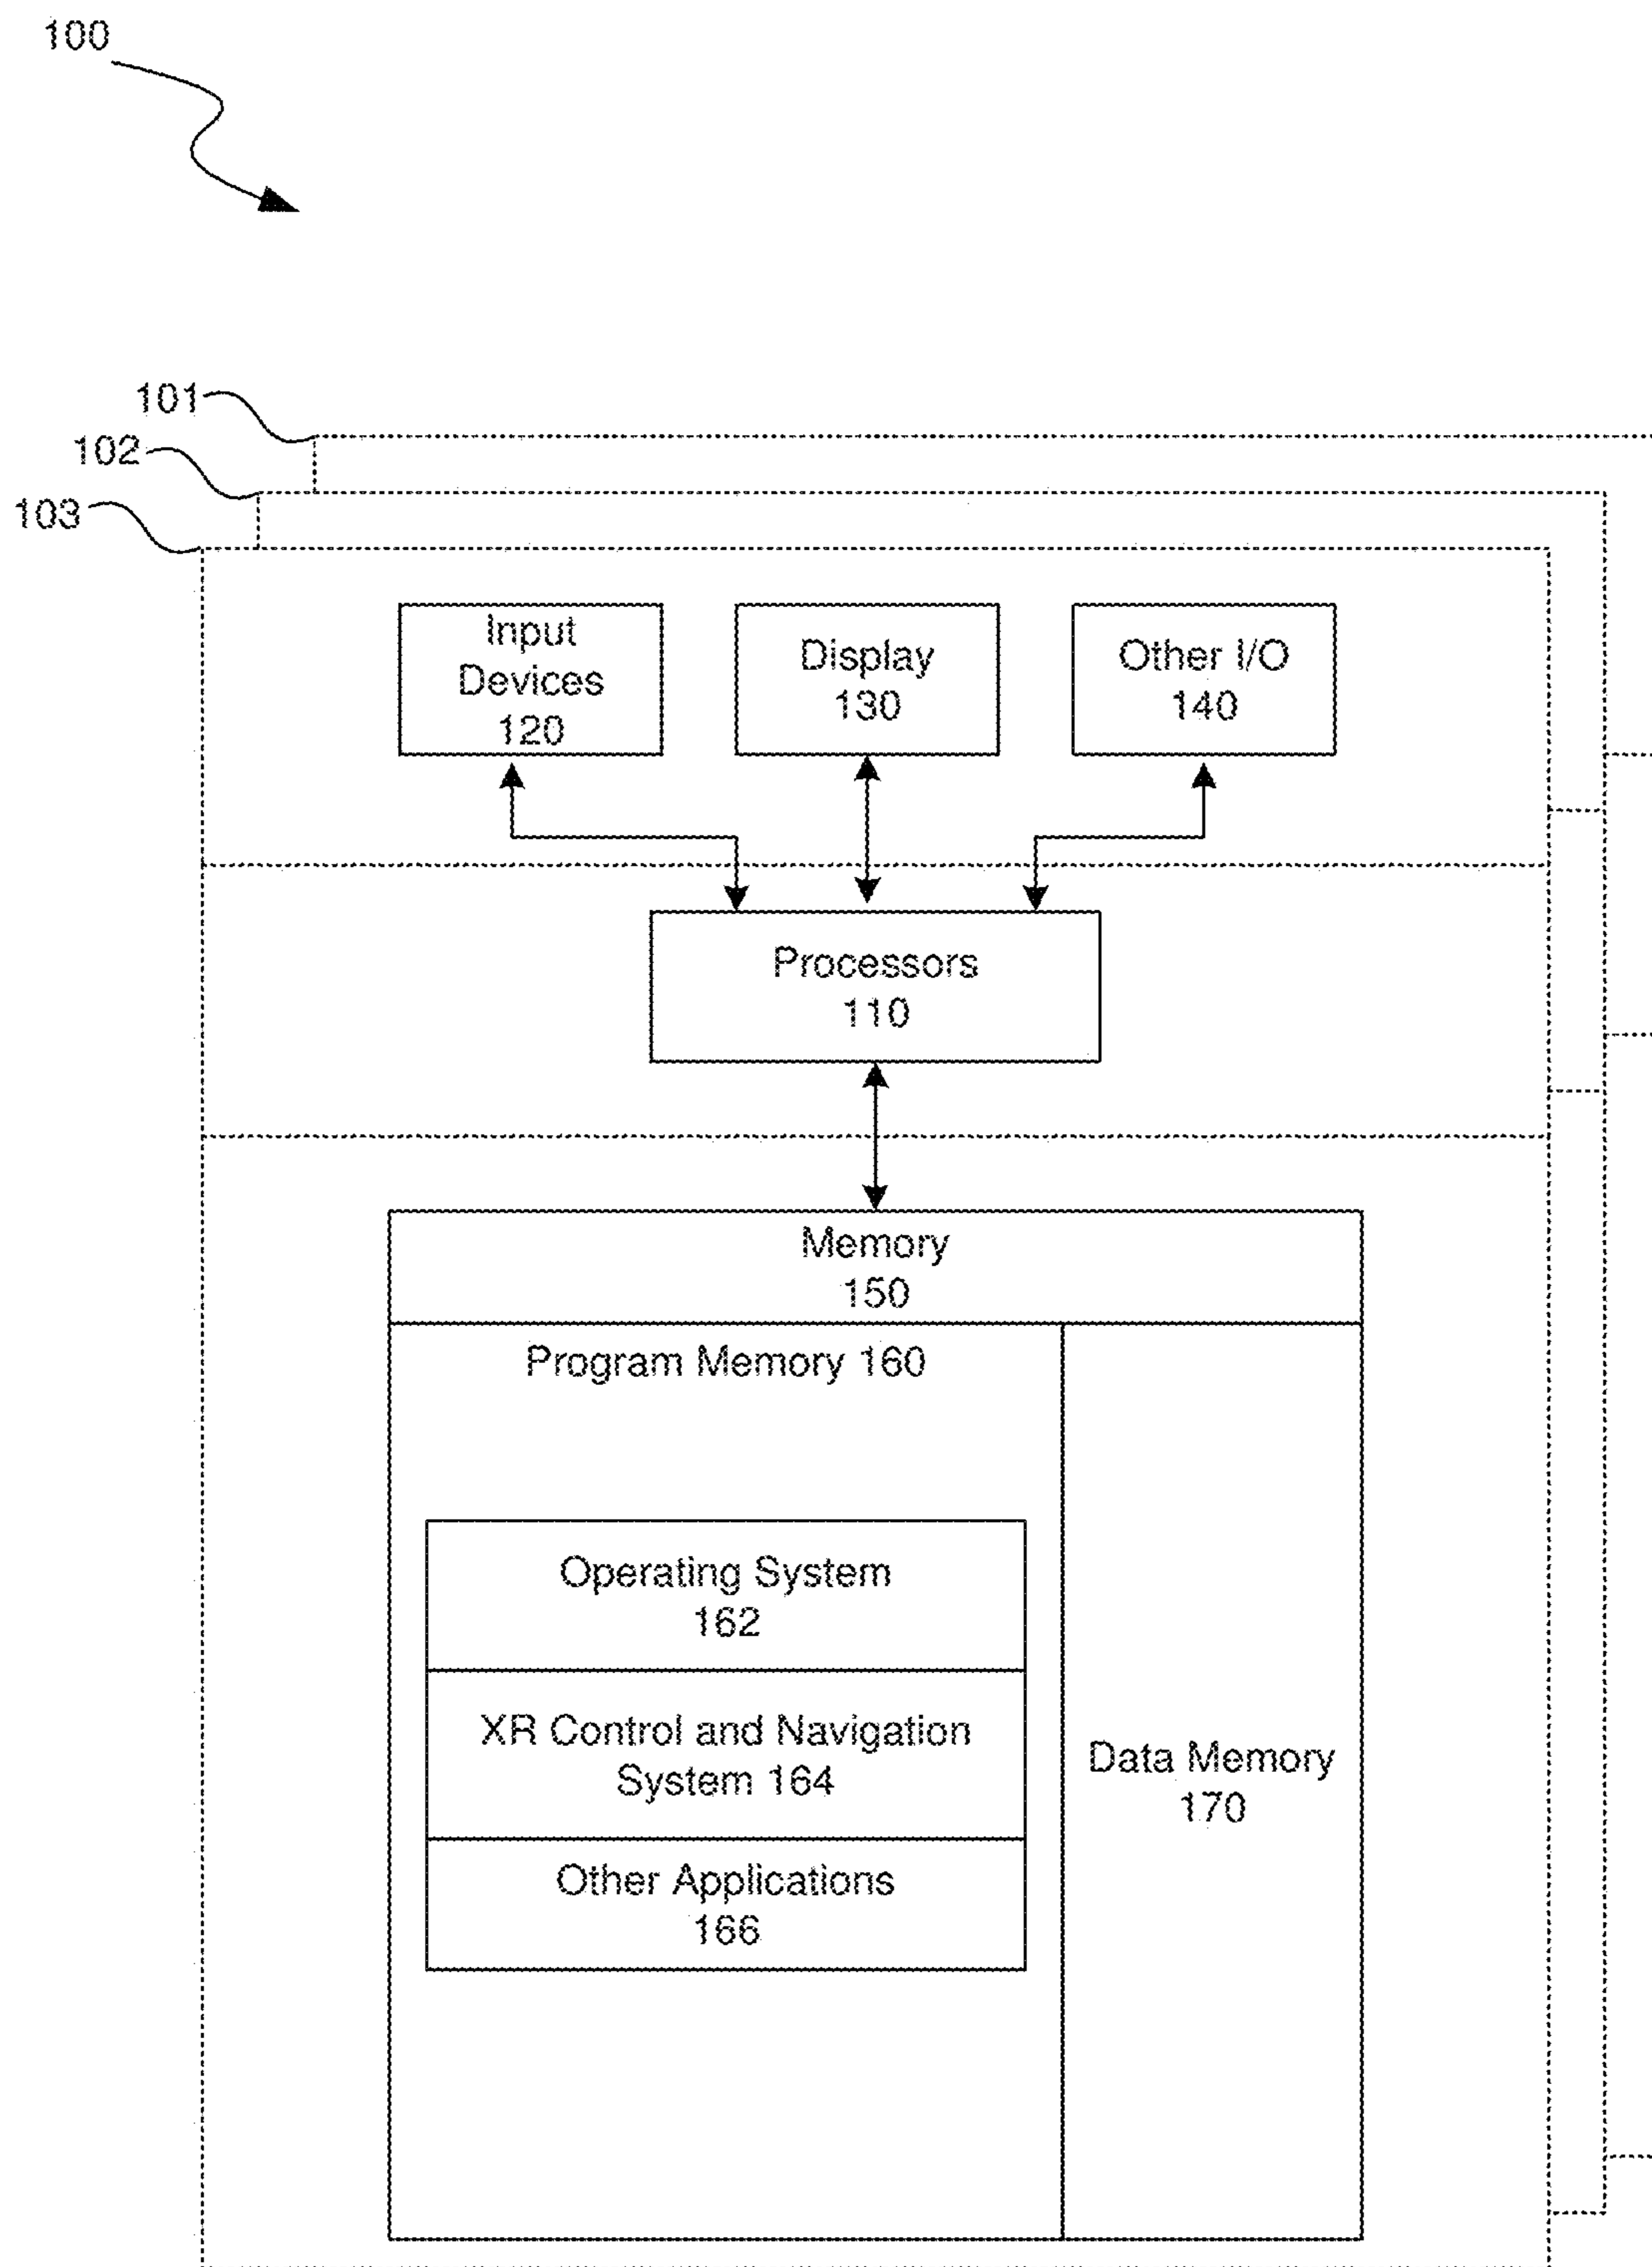 100
101
102
103
Input
Devices
120
Display
130
Other I/O
140
Processors
110
Memory
150
Program Memory 160
Operating System
162
XR Control and Navigation
System 164
Other Applications
166
Data Memory
170